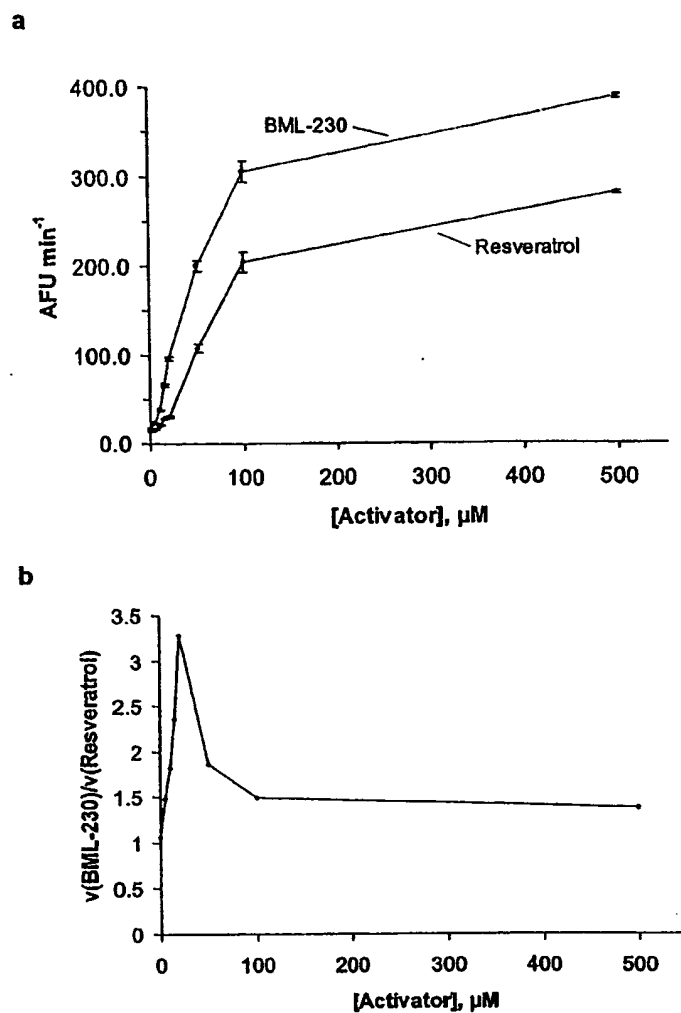 a
400.0
300.0
200.0
100.0
0.0
AFU min-1
BML-230
Resveratrol
0 100 200 300 400 500
[Activator], µM
b
3.5
3
2.5
2
1.5
1
0.5
0
v(BML-230)/v(Resveratrol)
0 100 200 300 400 500
[Activator], µM